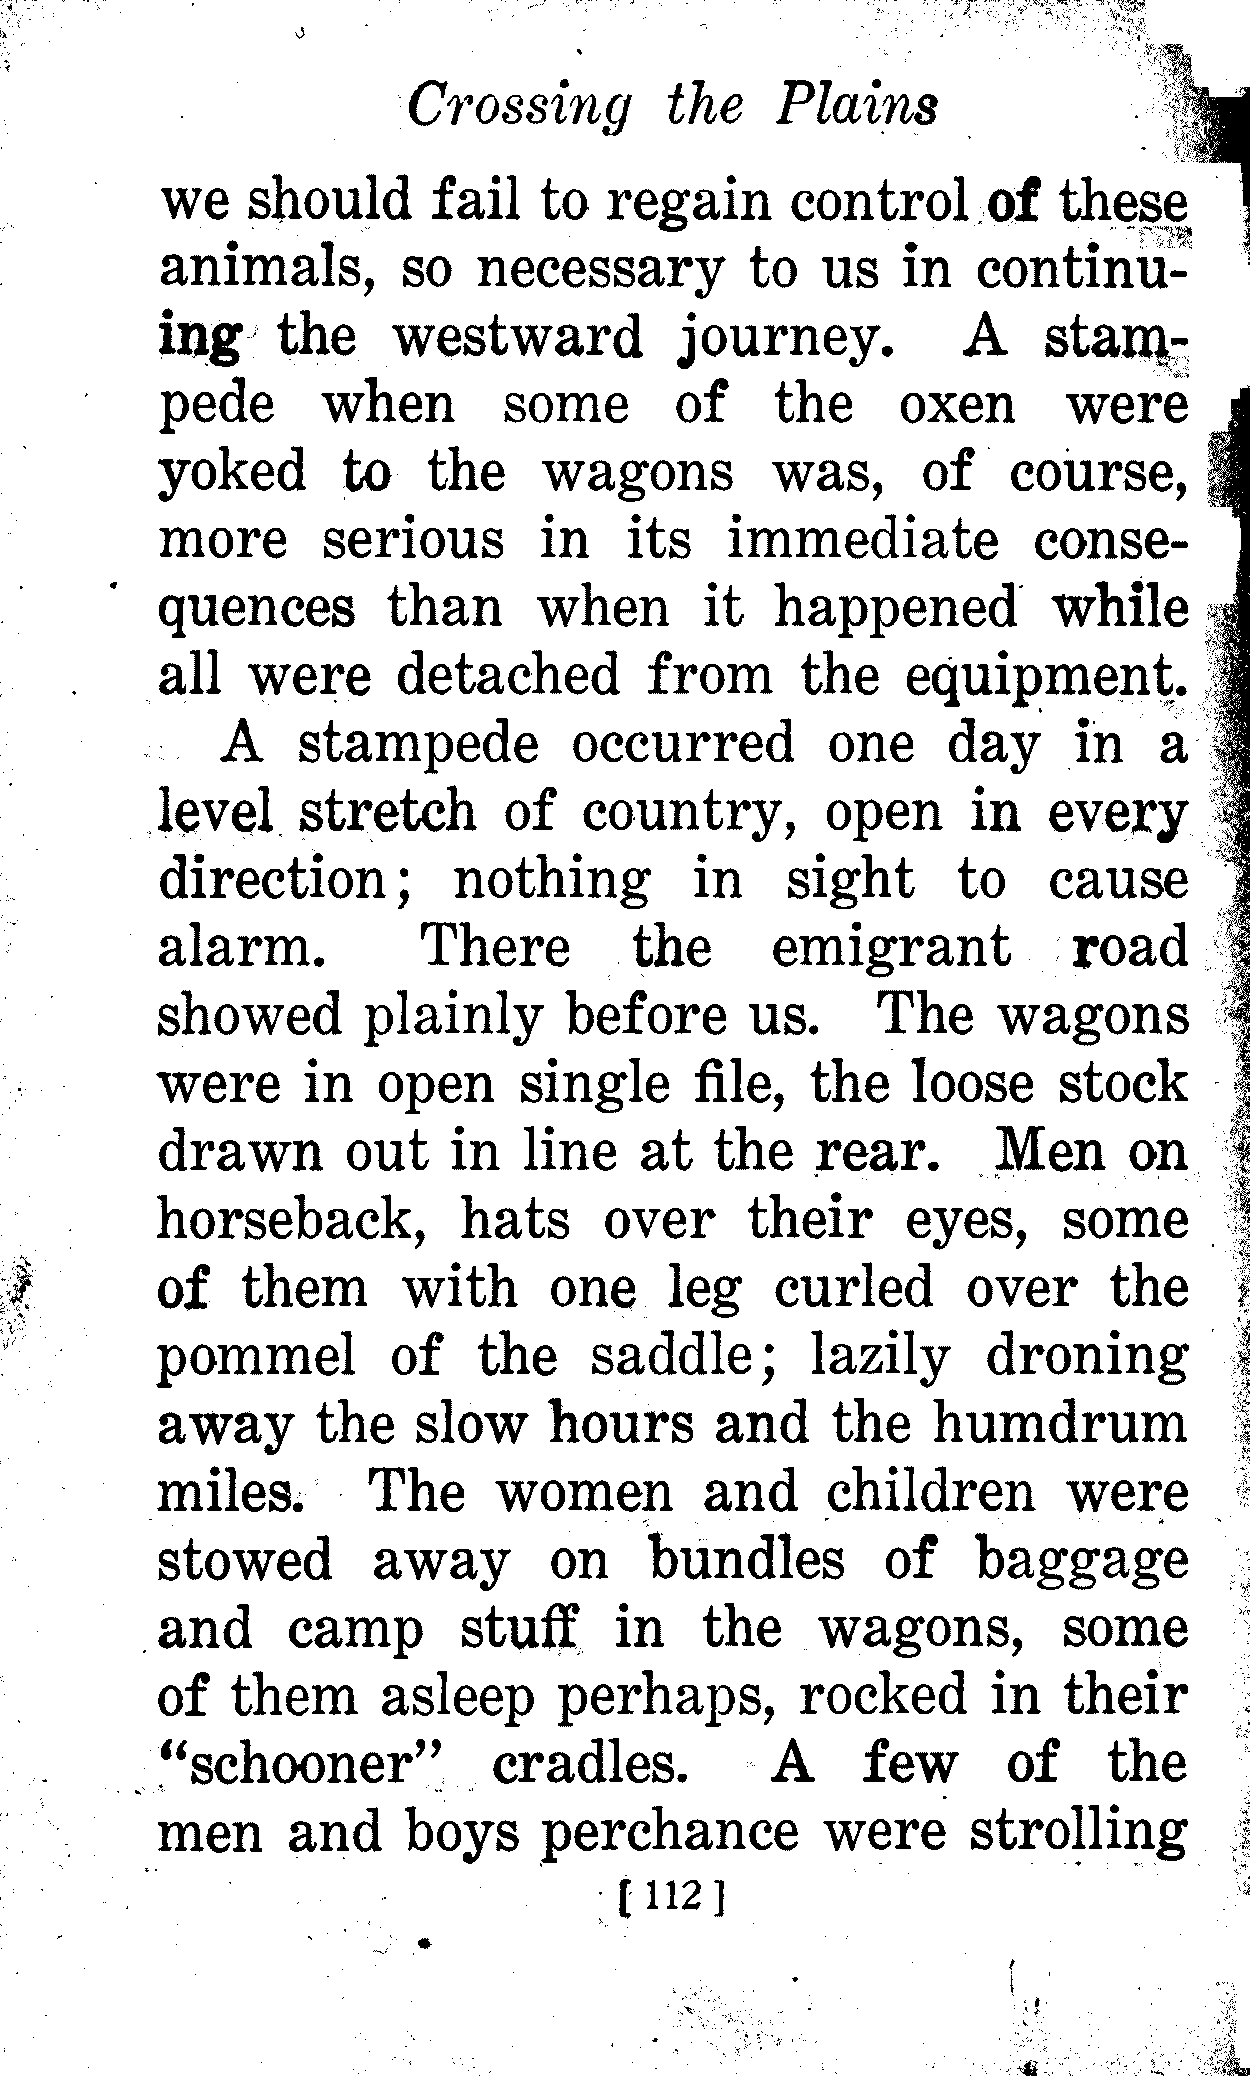 Crossing the Plains
we should fail to regain control of these
animals, so necessary to us in continu-
ing the westward journey. A stam-
pede when some of the oxen were
yoked to the wagons was, of course,
more serious in its immediate conse-
quences than when it happened while
all were detached from the equipment.
A stampede occurred one day in a
level stretch of country, open in every
direction; nothing in sight to cause
alarm. There the emigrant road
showed plainly before us. The wagons
were in open single file, the loose stock
drawn out in line at the rear. Men on
horseback, hats over their eyes, some
of them with one leg curled over the
pommel of the saddle; lazily droning
away the slow hours and the humdrum
miles. The women and children were
stowed away on bundles of baggage
and camp stuff in the wagons, some
of them asleep perhaps, rocked in their
"schooner" cradles. A few of the
men and boys perchance were strolling
[ 112 ]